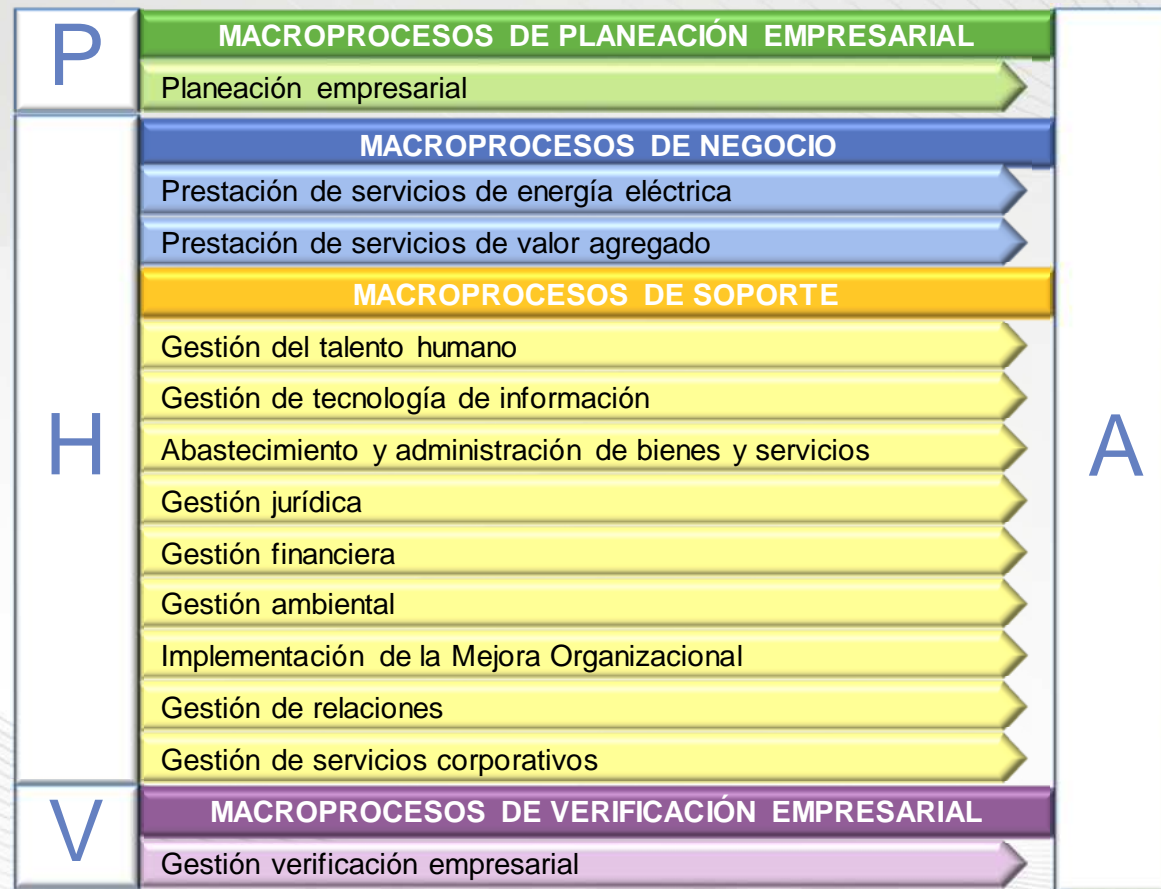 P
MACROPROCESOS DE PLANEACIÓN EMPRESARIAL
Planeación empresarial
H
MACROPROCESOS DE NEGOCIO
Prestación de servicios de energía eléctrica
Prestación de servicios de valor agregado
MACROPROCESOS DE SOPORTE
Gestión del talento humano
Gestión de tecnología de información
Abastecimiento y administración de bienes y servicios
Gestión jurídica
Gestión financiera
Gestión ambiental
Implementación de la Mejora Organizacional
Gestión de relaciones
Gestión de servicios corporativos
V
MACROPROCESOS DE VERIFICACIÓN EMPRESARIAL
Gestión verificación empresarial
A